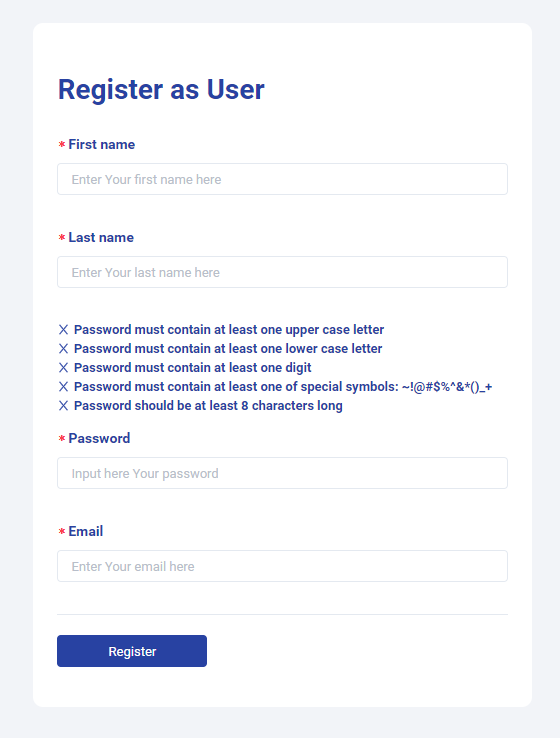 Register as User
* First name
Enter Your first name here
* Last name
Enter Your last name here
X Password must contain at least one upper case letter
X Password must contain at least one lower case letter
X Password must contain at least one digit
X Password must contain at least one of special symbols: ~!@#$%^&*()_+
X Password should be at least 8 characters long
* Password
Input here Your password
* Email
Enter Your email here
Register